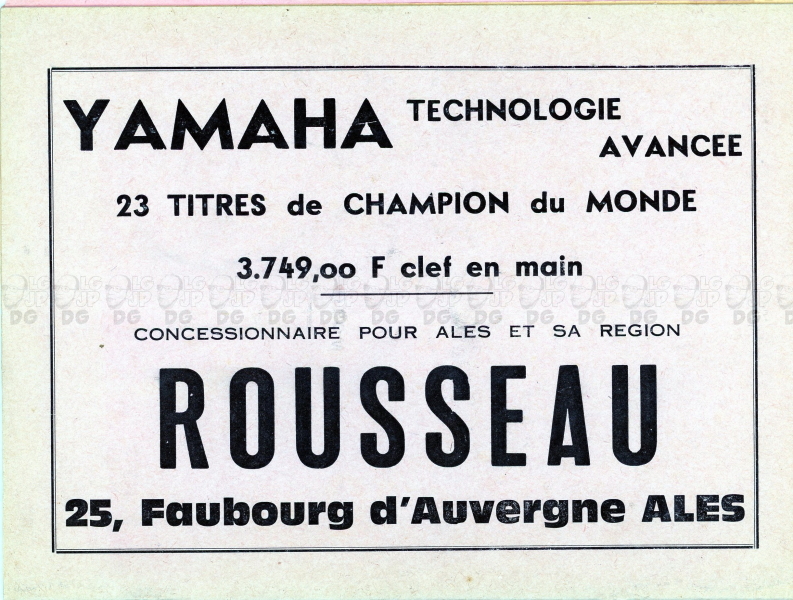 YAMAHA TECHNOLOGIE
AVANCEE
23 TITRES de CHAMPION du MONDE
3.749,oo F clef en main
CONCESSIONNAIRE POUR ALES ET SA REGION
ROUSSEAU
25, Faubourg d'Auvergne ALES